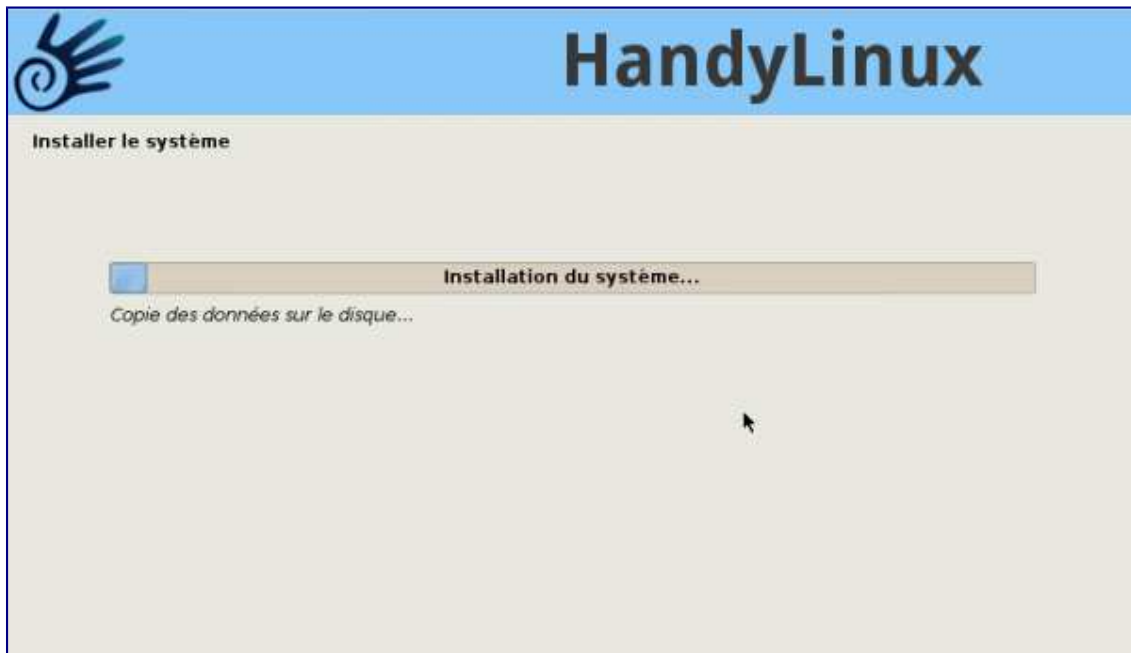 HandyLinux
Installer le système
Installation du système...
Copie des données sur le disque...